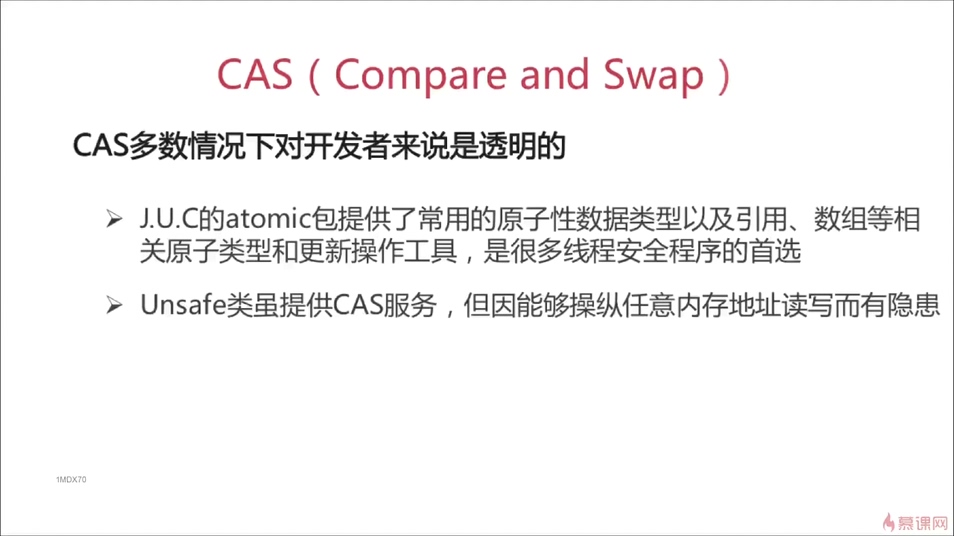 CAS（Compare and Swap）
CAS多数情况下对开发者来说是透明的
➢ J.U.C的atomic包提供了常用的原子性数据类型以及引用、数组等相
关原子类型和更新操作工具，是很多线程安全程序的首选
➢ Unsafe类虽提供CAS服务，但因能够操纵任意内存地址读写而有隐患
1MDX70
慕课网